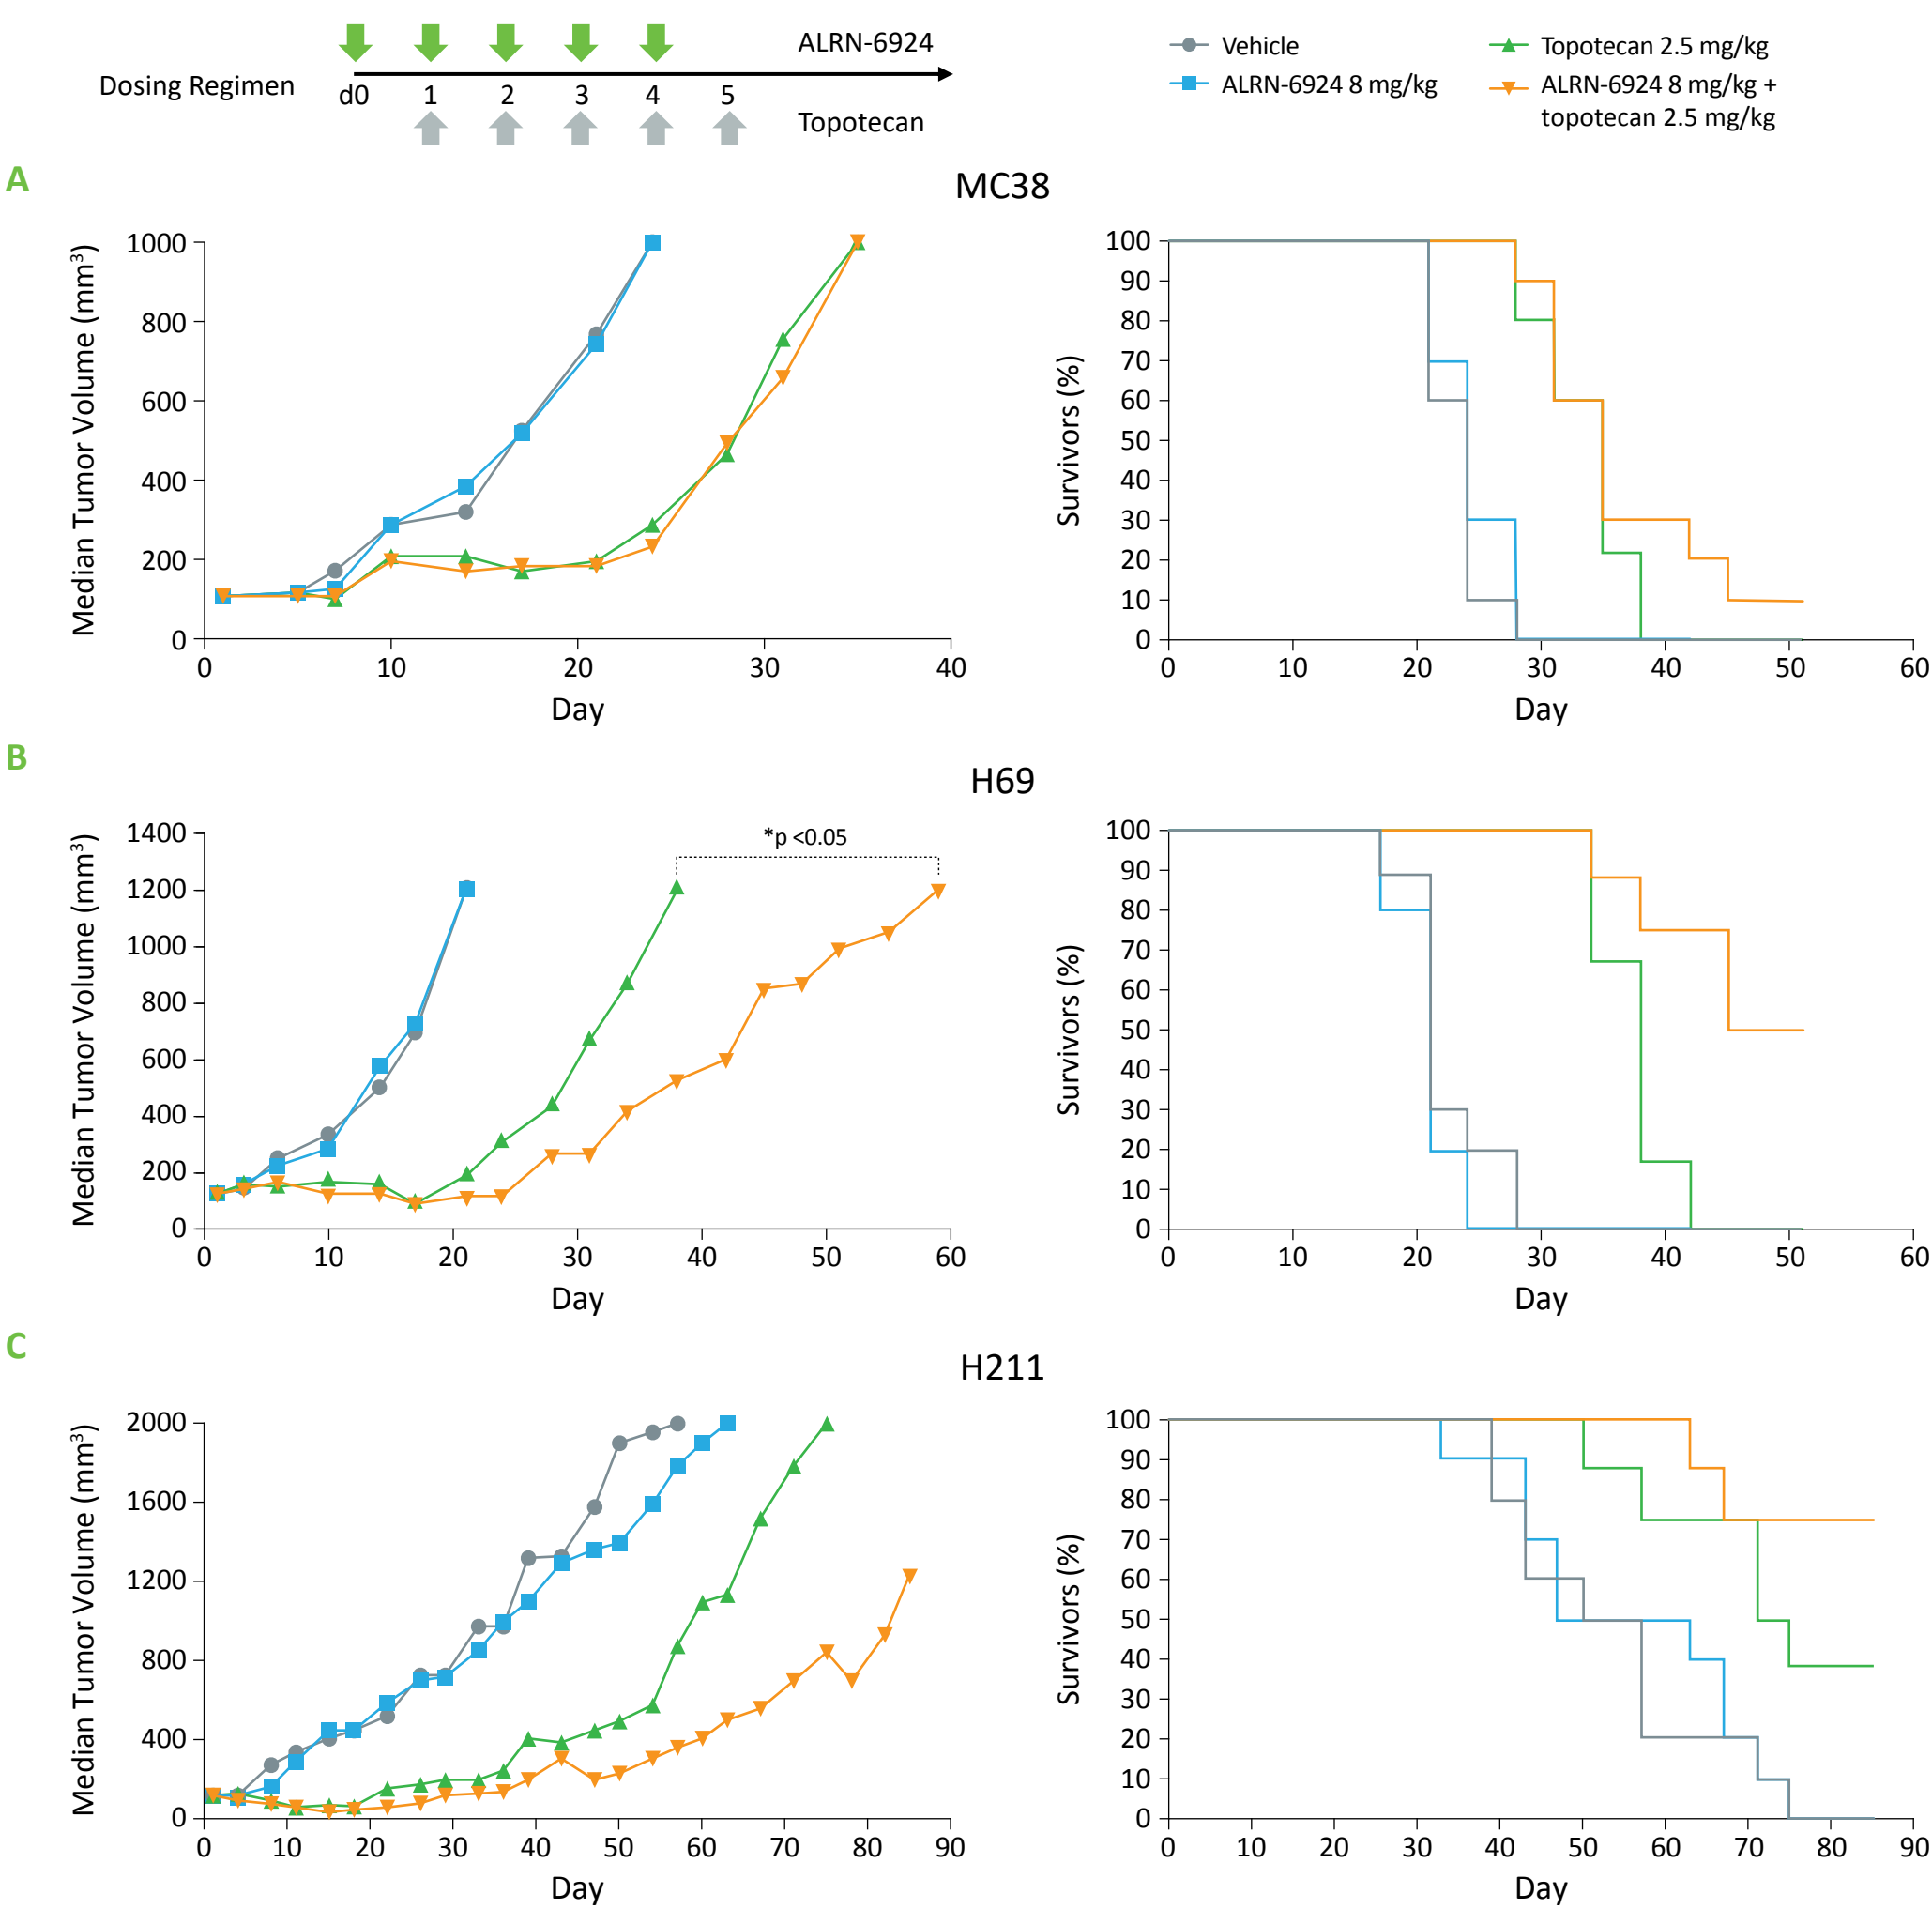 Dosing Regimen
ALRN-6924
d0 1 2 3 4 5
Topotecan
Vehicle
ALRN-6924 8 mg/kg
Topotecan 2.5 mg/kg
ALRN-6924 8 mg/kg +
topotecan 2.5 mg/kg
A
MC38
Median Tumor Volume (mm³)
1000
800
600
400
200
0
0 10 20 30 40
Day
Survivors (%)
100
90
80
70
60
50
40
30
20
10
0
0 10 20 30 40 50 60
Day
B
H69
Median Tumor Volume (mm³)
1400
1200
1000
800
600
400
200
0
*p <0.05
0 10 20 30 40 50 60
Day
Survivors (%)
100
90
80
70
60
50
40
30
20
10
0
0 10 20 30 40 50 60
Day
C
H211
Median Tumor Volume (mm³)
2000
1600
1200
800
400
0
0 10 20 30 40 50 60 70 80 90
Day
Survivors (%)
100
90
80
70
60
50
40
30
20
10
0
0 10 20 30 40 50 60 70 80 90
Day